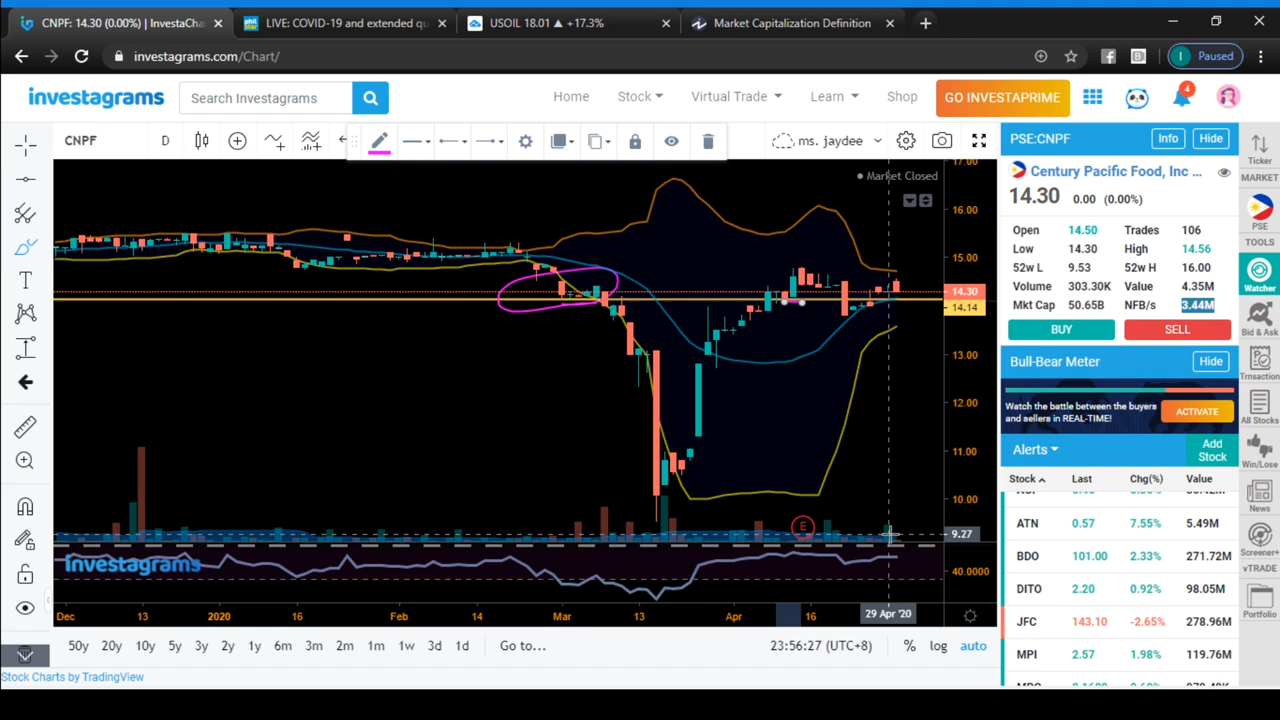 CNPF: 14.30 (0.00%) | InvestaCha
LIVE: COVID-19 and extended qu
USOIL 18.01 ▲ +17.3%
Market Capitalization Definition
investagrams.com/Chart/
Paused
investagrams
Search Investagrams
Home
Stock
Virtual Trade
Learn
Shop
GO INVESTAPRIME
4
CNPF
D
ms. jaydee
PSE:CNPF
Info
Hide
Market Closed
Century Pacific Food, Inc ...
14.30 0.00 (0.00%)
Open 14.50 Trades 106
Low 14.30 High 14.56
52w L 9.53 52w H 16.00
Volume 303.30K Value 4.35M
Mkt Cap 50.65B NFB/s 3.44M
BUY
SELL
Bull-Bear Meter
Hide
Watch the battle between the buyers
and sellers in REAL-TIME!
ACTIVATE
Alerts
Add
Stock
Stock Last Chg(%) Value
ATN 0.57 7.55% 5.49M
BDO 101.00 2.33% 271.72M
DITO 2.20 0.92% 98.05M
JFC 143.10 -2.65% 278.96M
MPI 2.57 1.98% 119.76M
Ticker
MARKET
PSE
TOOLS
Watcher
Bid & Ask
Trnsaction
All Stocks
Win/Lose
News
Screener+
vTRADE
Portfolio
17.00
16.00
15.00
14.30
14.14
13.00
12.00
11.00
10.00
9.27
40.0000
E
investagrams
Dec 13 2020 16 Feb 14 Mar 13 Apr 16 29 Apr '20
50y 20y 10y 5y 3y 2y 1y 6m 3m 2m 1m 1w 3d 1d Go to...
23:56:27 (UTC+8) % log auto
Stock Charts by TradingView